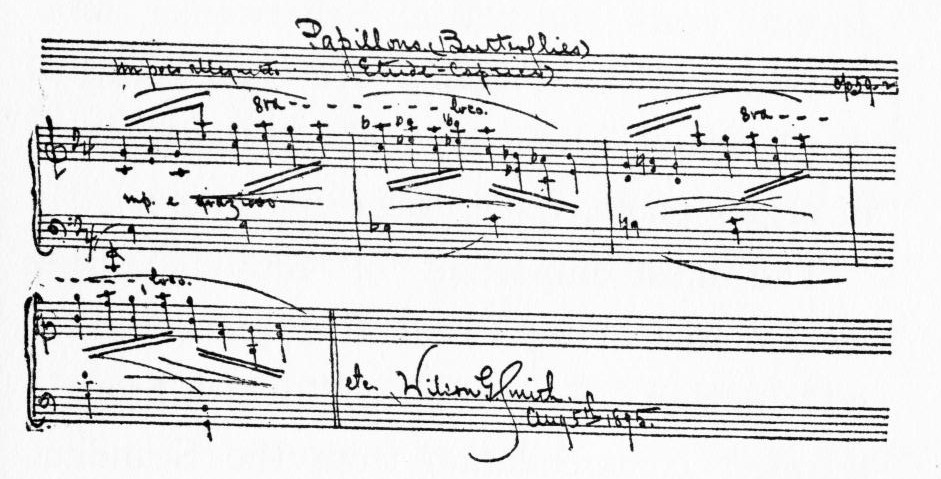 Papillons. (Butterflies)
un poco allegretto. (Etude-Caprice)
op 59. 2
8va - - - - - - - loco. 8va - - -
mp. e grazioso
- - - - - loco.
etc. Wilson G Smith.
Aug 5th 1895.